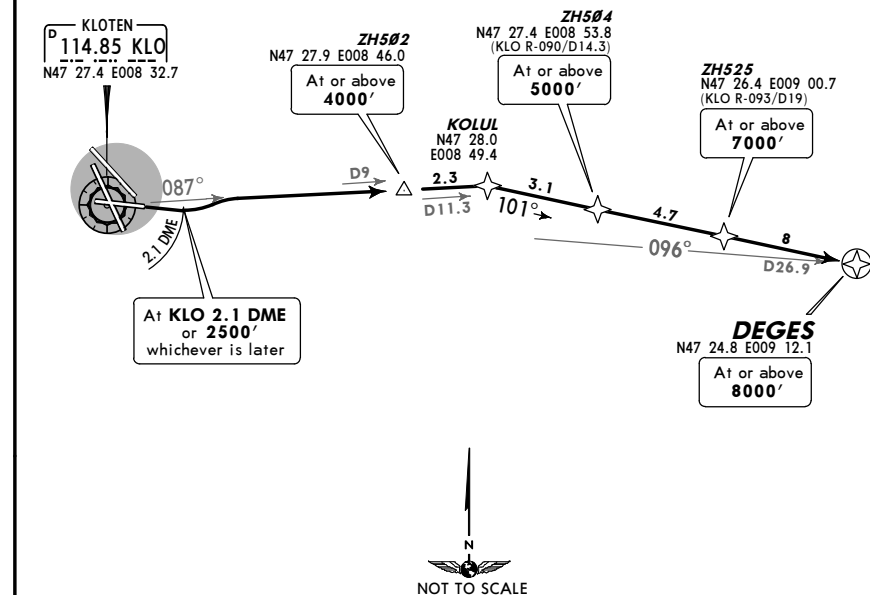 KLOTEN
D 114.85 KLO
N47 27.4 E008 32.7
ZH5Ø2
N47 27.9 E008 46.0
At or above
4000′
ZH5Ø4
N47 27.4 E008 53.8
(KLO R-090/D14.3)
At or above
5000′
ZH525
N47 26.4 E009 00.7
(KLO R-093/D19)
At or above
7000′
KOLUL
N47 28.0
E008 49.4
087°
D9
2.3
D11.3
3.1
101°
4.7
096°
8
D26.9
2.1 DME
At KLO 2.1 DME
or 2500′
whichever is later
DEGES
N47 24.8 E009 12.1
At or above
8000′
N
NOT TO SCALE